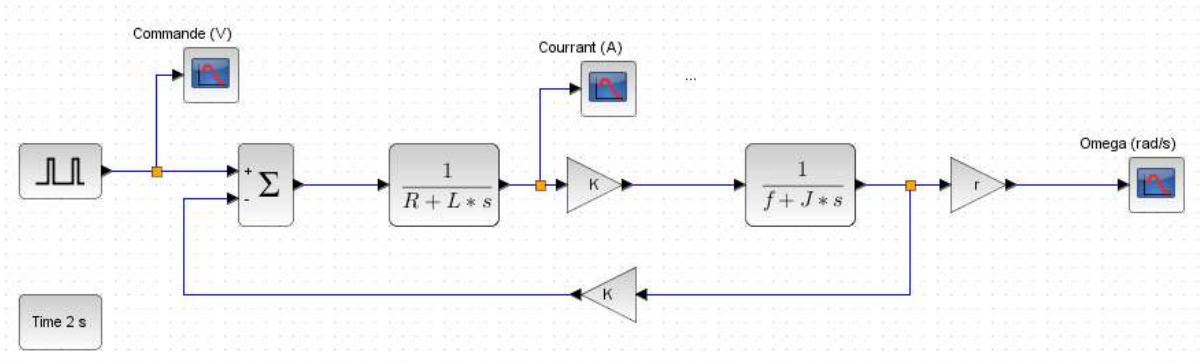 Commande (V)
Courrant (A)
...
Omega (rad/s)
+
-
Σ
1
R + L ∗ s
K
1
f + J ∗ s
r
K
Time 2 s